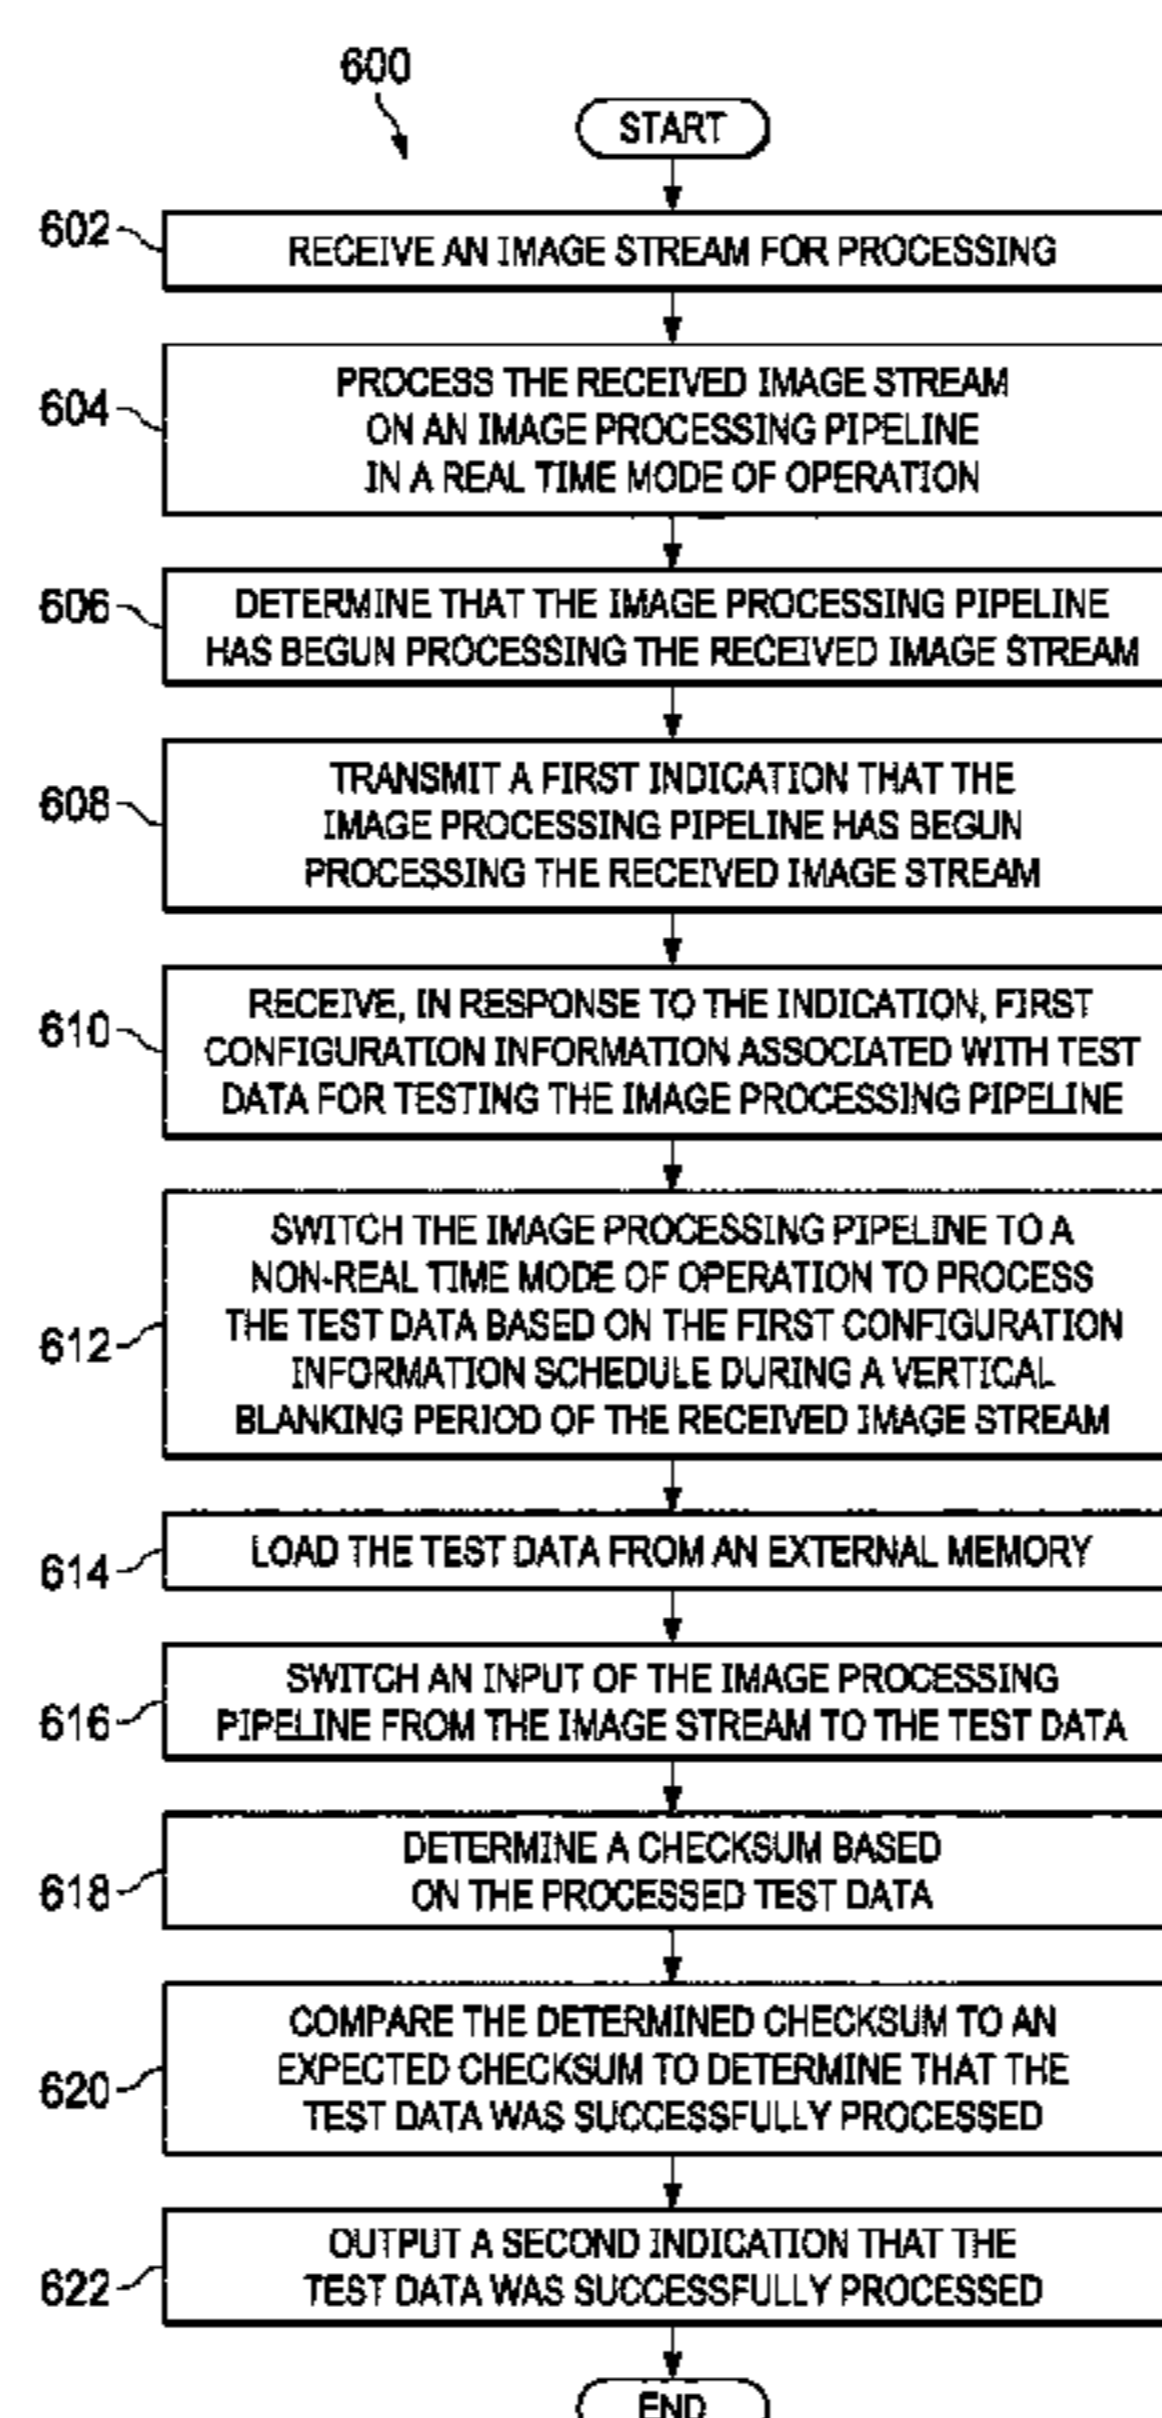 600
START
602
RECEIVE AN IMAGE STREAM FOR PROCESSING
604
PROCESS THE RECEIVED IMAGE STREAM
ON AN IMAGE PROCESSING PIPELINE
IN A REAL TIME MODE OF OPERATION
606
DETERMINE THAT THE IMAGE PROCESSING PIPELINE
HAS BEGUN PROCESSING THE RECEIVED IMAGE STREAM
608
TRANSMIT A FIRST INDICATION THAT THE
IMAGE PROCESSING PIPELINE HAS BEGUN
PROCESSING THE RECEIVED IMAGE STREAM
610
RECEIVE, IN RESPONSE TO THE INDICATION, FIRST
CONFIGURATION INFORMATION ASSOCIATED WITH TEST
DATA FOR TESTING THE IMAGE PROCESSING PIPELINE
612
SWITCH THE IMAGE PROCESSING PIPELINE TO A
NON-REAL TIME MODE OF OPERATION TO PROCESS
THE TEST DATA BASED ON THE FIRST CONFIGURATION
INFORMATION SCHEDULE DURING A VERTICAL
BLANKING PERIOD OF THE RECEIVED IMAGE STREAM
614
LOAD THE TEST DATA FROM AN EXTERNAL MEMORY
616
SWITCH AN INPUT OF THE IMAGE PROCESSING
PIPELINE FROM THE IMAGE STREAM TO THE TEST DATA
618
DETERMINE A CHECKSUM BASED
ON THE PROCESSED TEST DATA
620
COMPARE THE DETERMINED CHECKSUM TO AN
EXPECTED CHECKSUM TO DETERMINE THAT THE
TEST DATA WAS SUCCESSFULLY PROCESSED
622
OUTPUT A SECOND INDICATION THAT THE
TEST DATA WAS SUCCESSFULLY PROCESSED
END